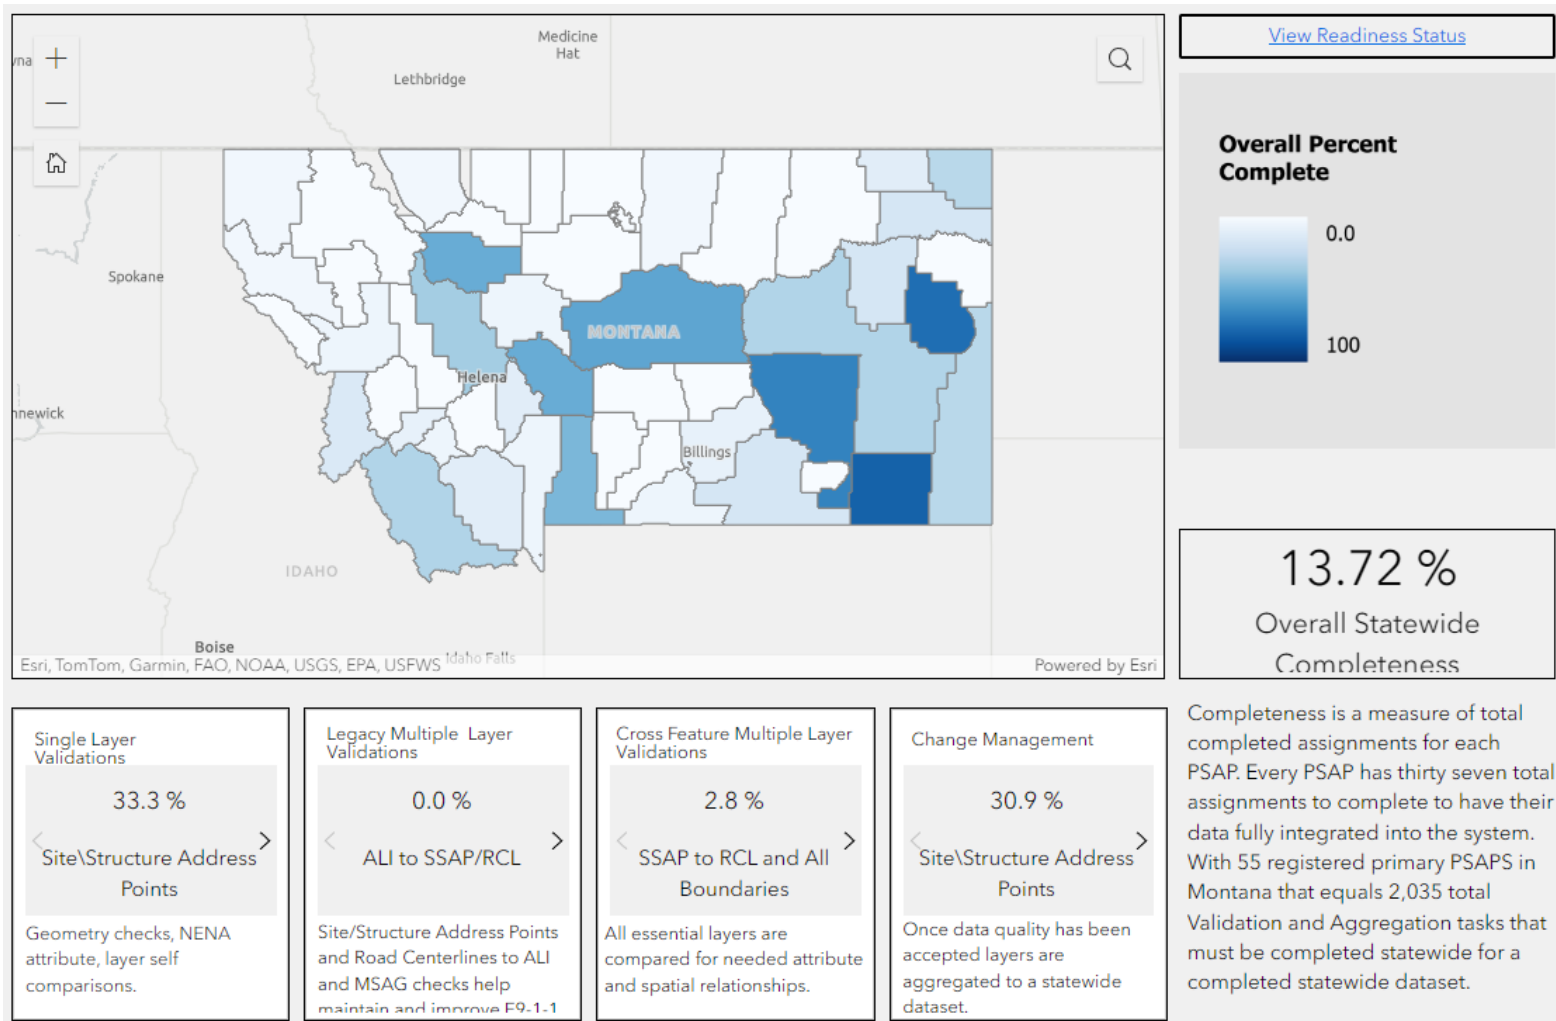 Medicine
Hat
Lethbridge
Spokane
MONTANA
Helena
Billings
IDAHO
Boise
Idaho Falls
Esri, TomTom, Garmin, FAO, NOAA, USGS, EPA, USFWS
Powered by Esri
View Readiness Status
Overall Percent
Complete
0.0
100
13.72 %
Overall Statewide
Completeness
Single Layer
Validations
33.3 %
Site\Structure Address
Points
Geometry checks, NENA
attribute, layer self
comparisons.
Legacy Multiple Layer
Validations
0.0 %
ALI to SSAP/RCL
Site/Structure Address Points
and Road Centerlines to ALI
and MSAG checks help
maintain and improve E9-1-1
Cross Feature Multiple Layer
Validations
2.8 %
SSAP to RCL and All
Boundaries
All essential layers are
compared for needed attribute
and spatial relationships.
Change Management
30.9 %
Site\Structure Address
Points
Once data quality has been
accepted layers are
aggregated to a statewide
dataset.
Completeness is a measure of total
completed assignments for each
PSAP. Every PSAP has thirty seven total
assignments to complete to have their
data fully integrated into the system.
With 55 registered primary PSAPS in
Montana that equals 2,035 total
Validation and Aggregation tasks that
must be completed statewide for a
completed statewide dataset.